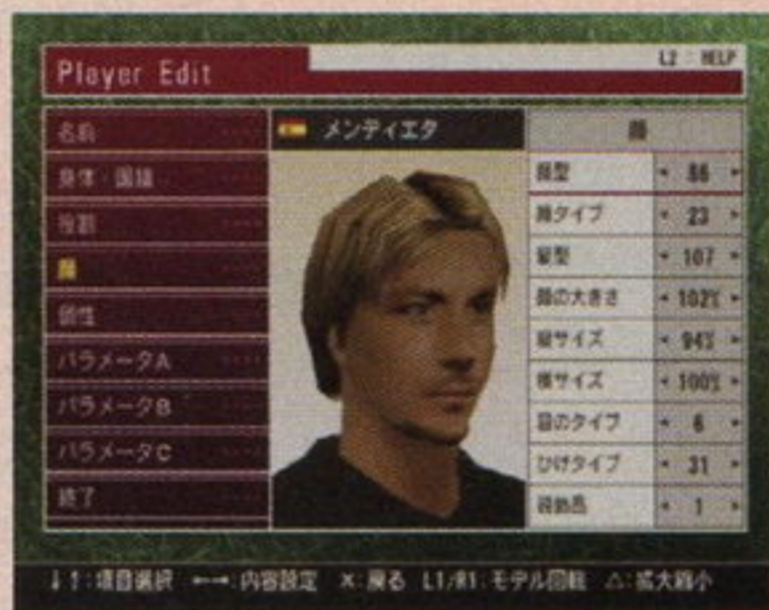 Player Edit
L2 : HELP
名前
身体・国籍
役割
顔
個性
パラメータA
パラメータB
パラメータC
終了
メンディエタ
顔
顔型 86
顔タイプ 23
髪型 107
顔の大きさ 102%
縦サイズ 94%
横サイズ 100%
目のタイプ 6
ひげタイプ 31
装飾品 1
↓↑:項目選択 ←→:内容設定 ×:戻る L1/R1:モデル回転 △:拡大縮小